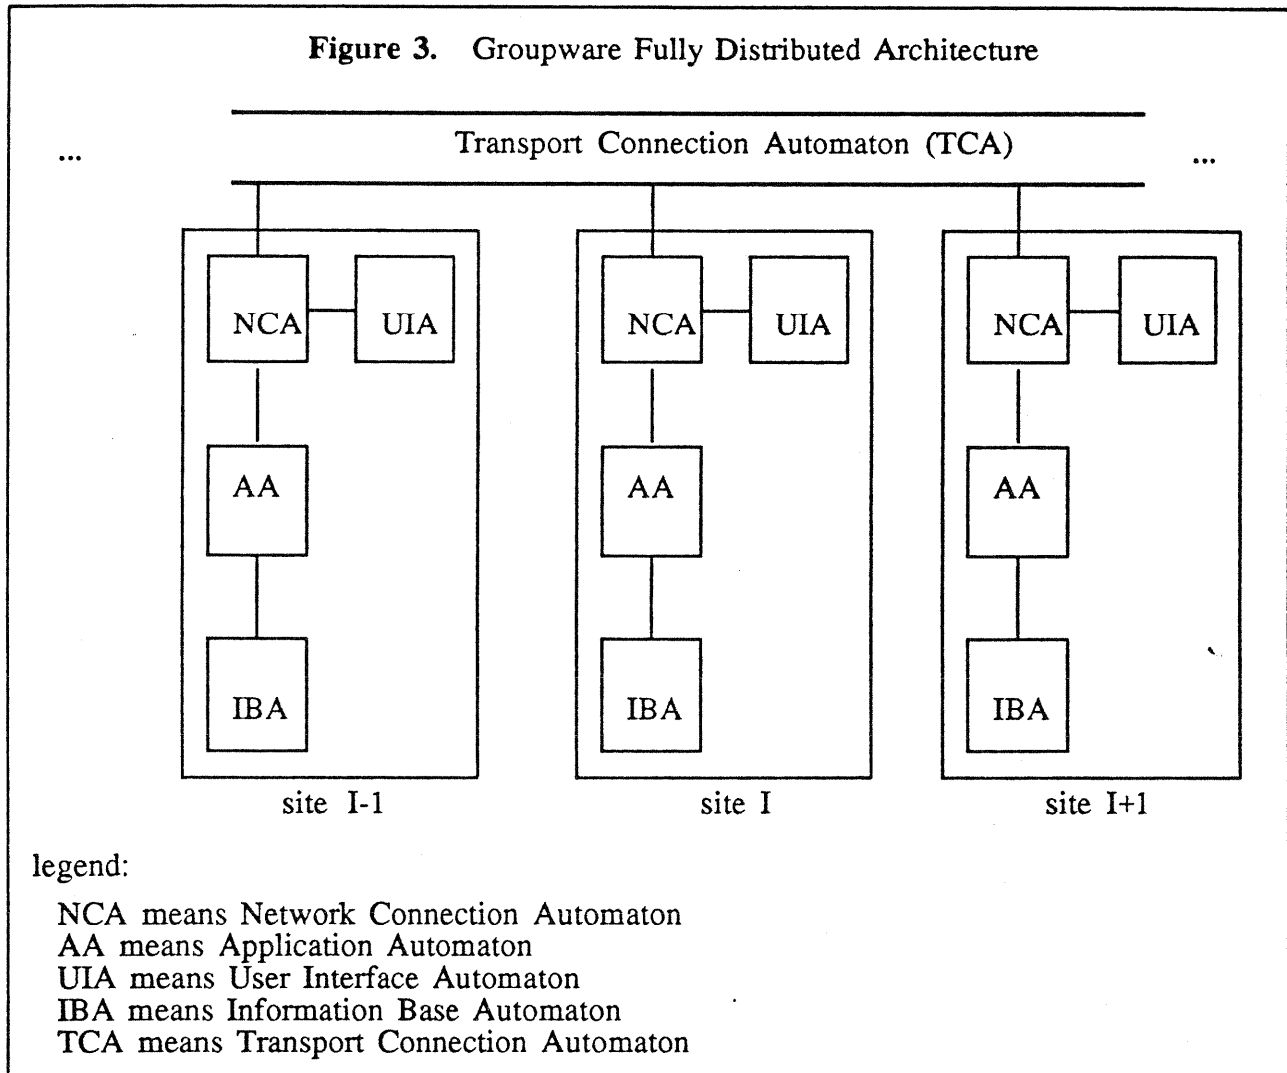 Figure 3. Groupware Fully Distributed Architecture
... Transport Connection Automaton (TCA) ...
NCA UIA NCA UIA NCA UIA
AA AA AA
IBA IBA IBA
site I-1 site I site I+1
legend:
NCA means Network Connection Automaton
AA means Application Automaton
UIA means User Interface Automaton
IBA means Information Base Automaton
TCA means Transport Connection Automaton